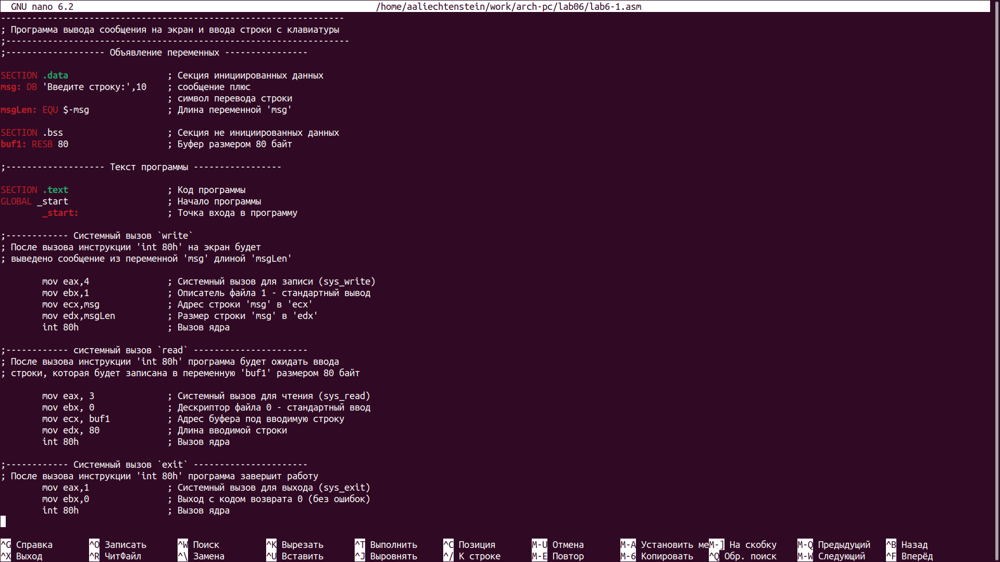 GNU nano 6.2 /home/aaliechtenstein/work/arch-pc/lab06/lab6-1.asm
------------------------------------------------------------------
; Программа вывода сообщения на экран и ввода строки с клавиатуры
;------------------------------------------------------------------
;------------------- Объявление переменных ----------------
SECTION .data ; Секция инициированных данных
msg: DB 'Введите строку:',10 ; сообщение плюс
; символ перевода строки
msgLen: EQU $-msg ; Длина переменной 'msg'
SECTION .bss ; Секция не инициированных данных
buf1: RESB 80 ; Буфер размером 80 байт
;------------------- Текст программы -----------------
SECTION .text ; Код программы
GLOBAL _start ; Начало программы
_start: ; Точка входа в программу
;------------ Системный вызов `write`
; После вызова инструкции 'int 80h' на экран будет
; выведено сообщение из переменной 'msg' длиной 'msgLen'
mov eax,4 ; Системный вызов для записи (sys_write)
mov ebx,1 ; Описатель файла 1 - стандартный вывод
mov ecx,msg ; Адрес строки 'msg' в 'ecx'
mov edx,msgLen ; Размер строки 'msg' в 'edx'
int 80h ; Вызов ядра
;------------ системный вызов `read` ----------------------
; После вызова инструкции 'int 80h' программа будет ожидать ввода
; строки, которая будет записана в переменную 'buf1' размером 80 байт
mov eax, 3 ; Системный вызов для чтения (sys_read)
mov ebx, 0 ; Дескриптор файла 0 - стандартный ввод
mov ecx, buf1 ; Адрес буфера под вводимую строку
mov edx, 80 ; Длина вводимой строки
int 80h ; Вызов ядра
;------------ Системный вызов `exit` ----------------------
; После вызова инструкции 'int 80h' программа завершит работу
mov eax,1 ; Системный вызов для выхода (sys_exit)
mov ebx,0 ; Выход с кодом возврата 0 (без ошибок)
int 80h ; Вызов ядра
^G Справка ^O Записать ^W Поиск ^K Вырезать ^T Выполнить ^C Позиция M-U Отмена M-A Установить ме M-] На скобку M-Q Предыдущий ^B Назад
^X Выход ^R ЧитФайл ^\ Замена ^U Вставить ^J Выровнять ^/ К строке M-E Повтор M-6 Копировать ^Q Обр. поиск M-W Следующий ^F Вперёд